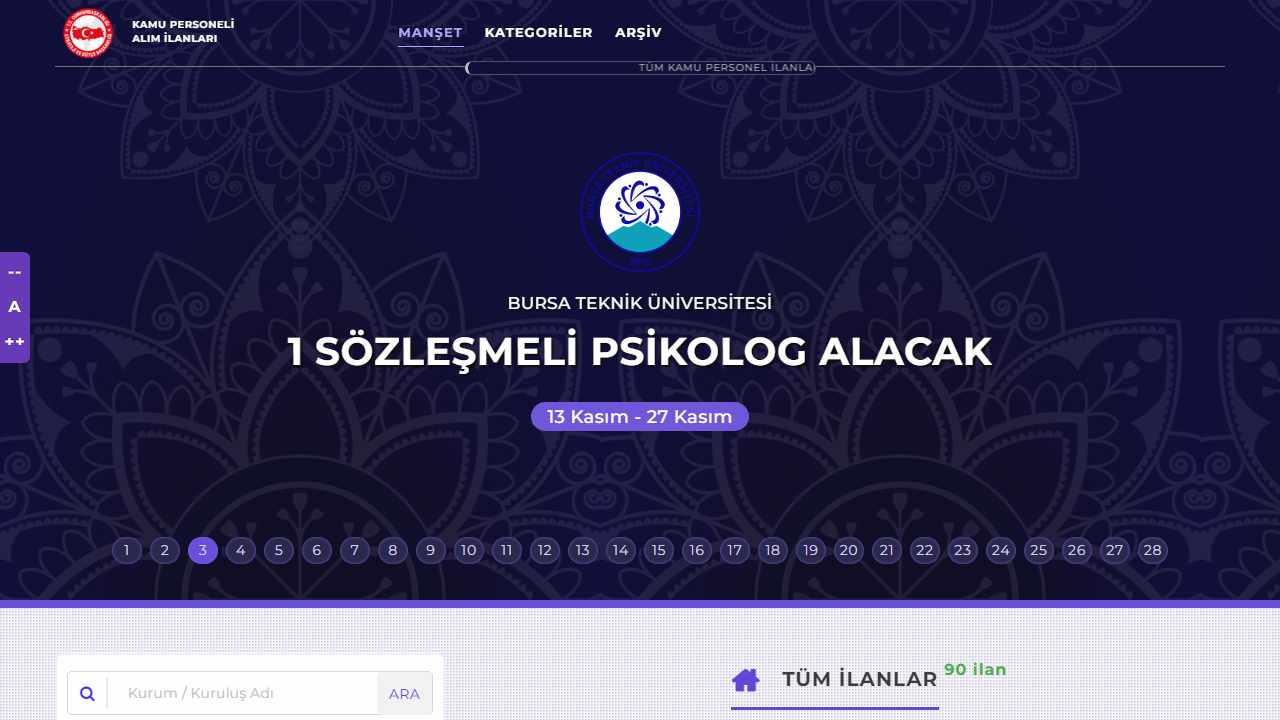 KAMU PERSONELİ
ALIM İLANLARI
MANŞET KATEGORİLER ARŞİV
TÜM KAMU PERSONEL İLANLA
BURSA TEKNİK ÜNİVERSİTESİ
1 SÖZLEŞMELİ PSİKOLOG ALACAK
13 Kasım - 27 Kasım
--
A
++
1 2 3 4 5 6 7 8 9 10 11 12 13 14 15 16 17 18 19 20 21 22 23 24 25 26 27 28
Kurum / Kuruluş Adı ARA
TÜM İLANLAR 90 ilan